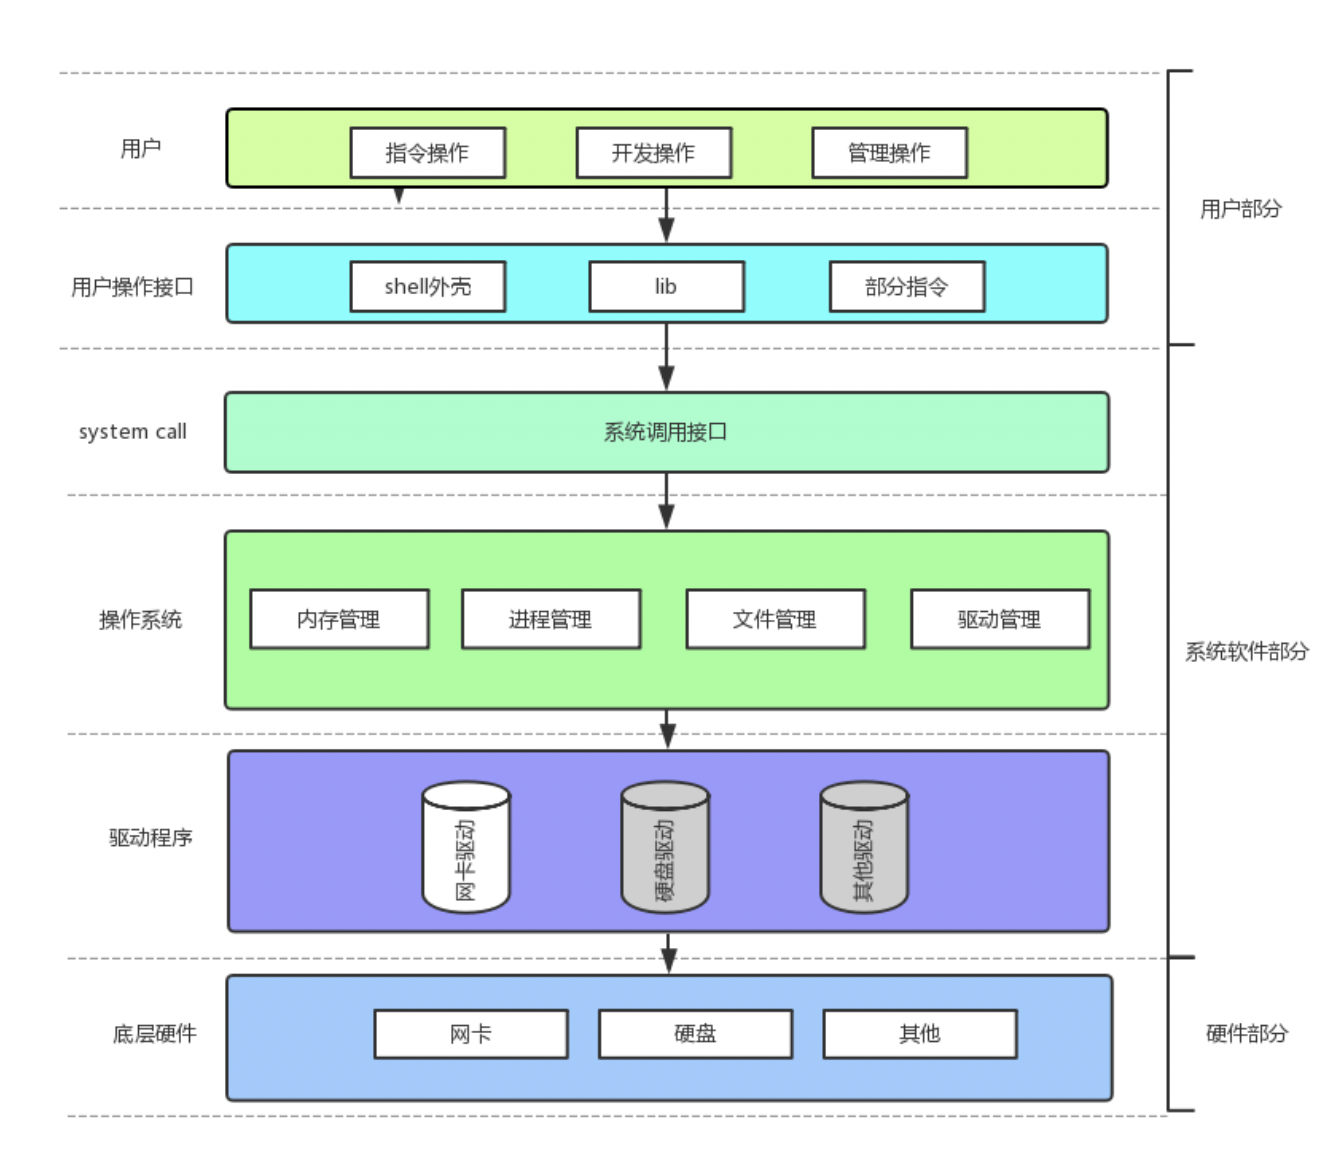 用户
指令操作
开发操作
管理操作
用户部分
用户操作接口
shell外壳
lib
部分指令
system call
系统调用接口
操作系统
内存管理
进程管理
文件管理
驱动管理
系统软件部分
驱动程序
网卡驱动
硬盘驱动
其他驱动
底层硬件
网卡
硬盘
其他
硬件部分